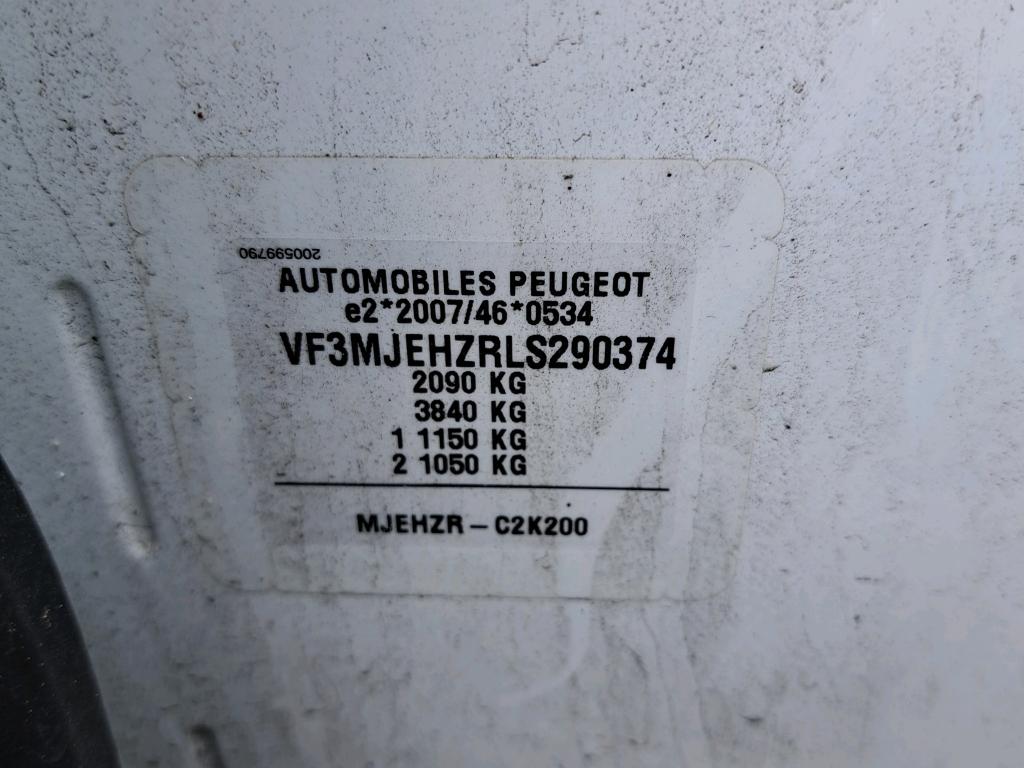 200599790
AUTOMOBILES PEUGEOT
e2*2007/46*0534
VF3MJEHZRLS290374
2090 KG
3840 KG
1 1150 KG
2 1050 KG
MJEHZR – C2K200